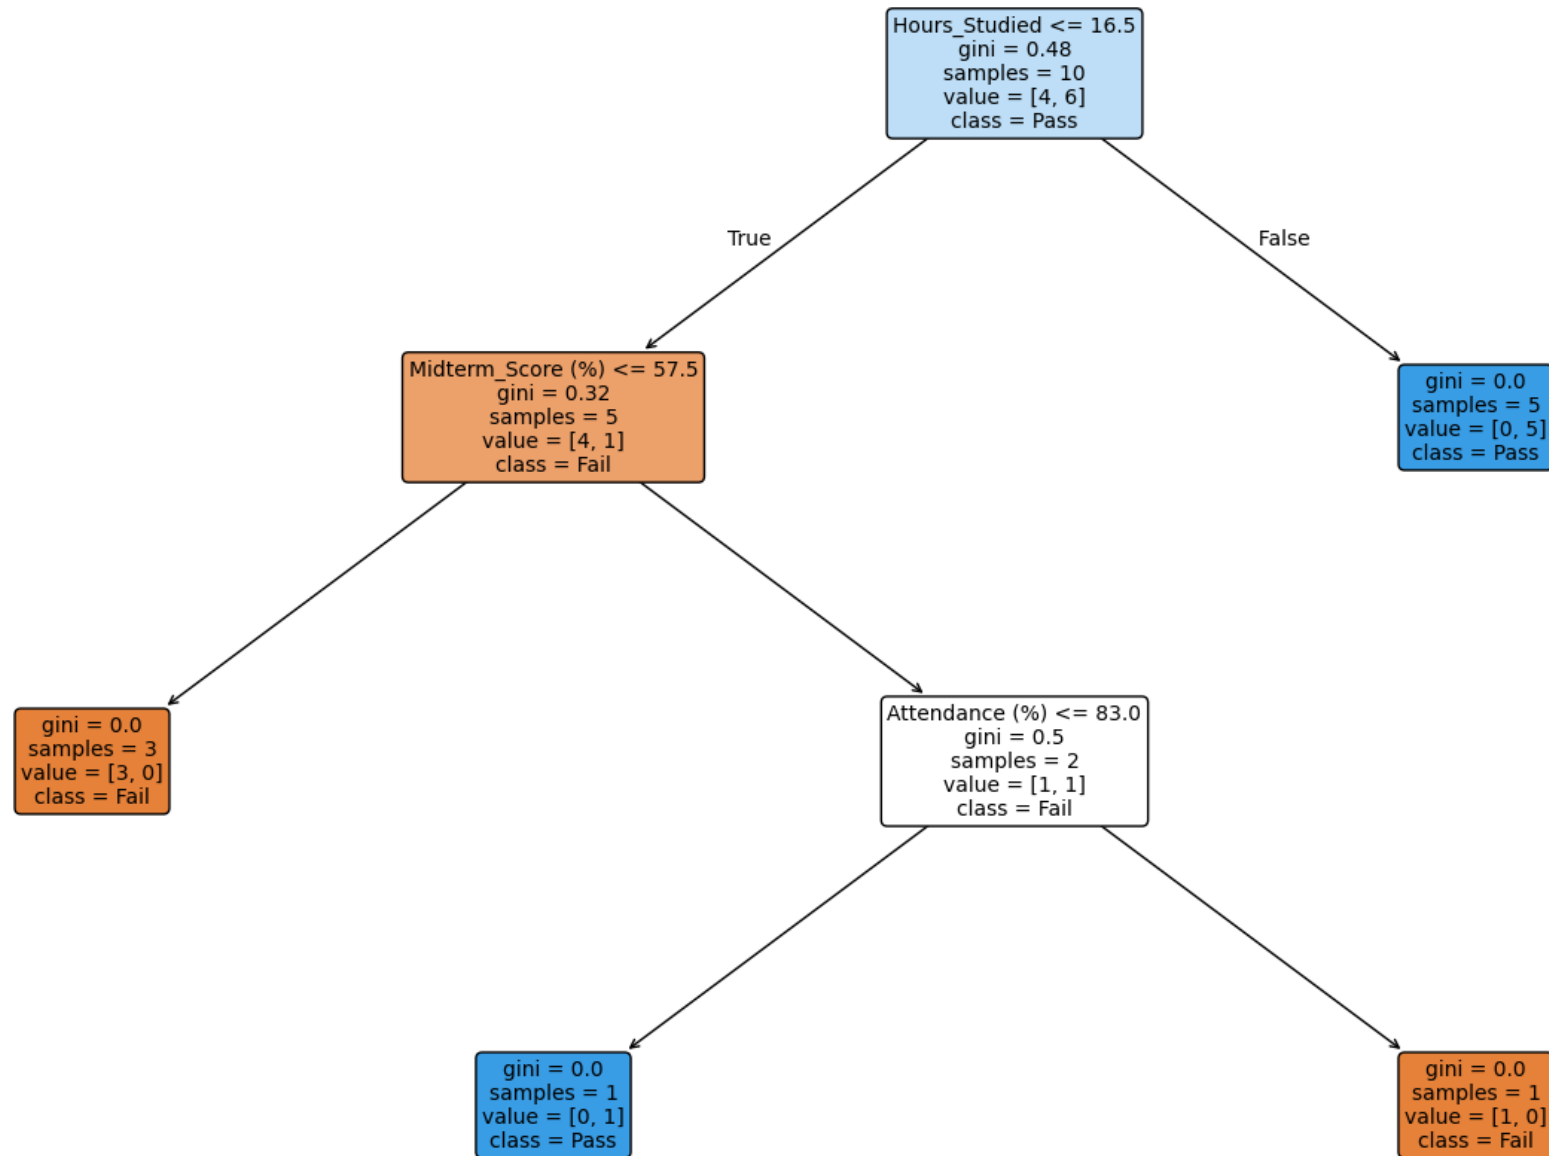 Hours_Studied <= 16.5
gini = 0.48
samples = 10
value = [4, 6]
class = Pass
True
False
Midterm_Score (%) <= 57.5
gini = 0.32
samples = 5
value = [4, 1]
class = Fail
gini = 0.0
samples = 5
value = [0, 5]
class = Pass
gini = 0.0
samples = 3
value = [3, 0]
class = Fail
Attendance (%) <= 83.0
gini = 0.5
samples = 2
value = [1, 1]
class = Fail
gini = 0.0
samples = 1
value = [0, 1]
class = Pass
gini = 0.0
samples = 1
value = [1, 0]
class = Fail